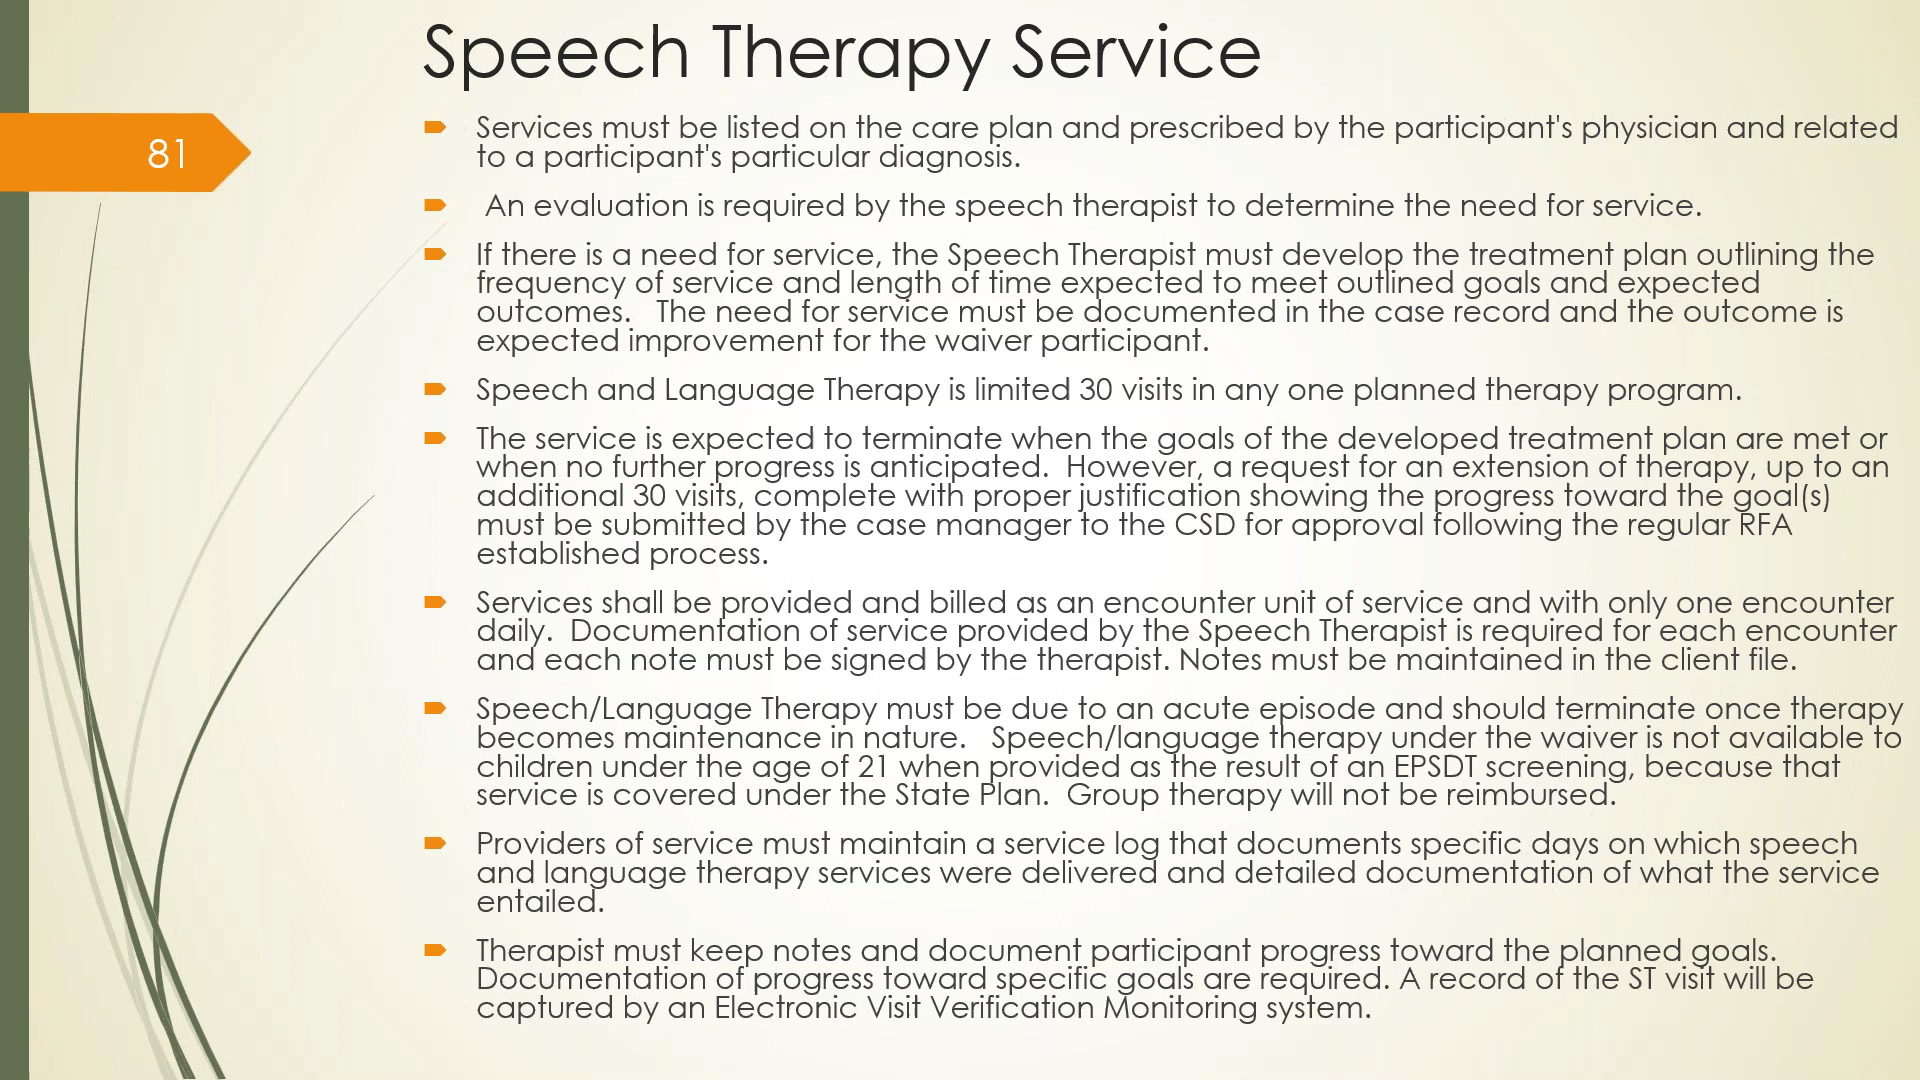 Speech Therapy Service
81
Services must be listed on the care plan and prescribed by the participant's physician and related
to a participant's particular diagnosis.
An evaluation is required by the speech therapist to determine the need for service.
If there is a need for service, the Speech Therapist must develop the treatment plan outlining the
frequency of service and length of time expected to meet outlined goals and expected
outcomes.   The need for service must be documented in the case record and the outcome is
expected improvement for the waiver participant.
Speech and Language Therapy is limited 30 visits in any one planned therapy program.
The service is expected to terminate when the goals of the developed treatment plan are met or
when no further progress is anticipated.  However, a request for an extension of therapy, up to an
additional 30 visits, complete with proper justification showing the progress toward the goal(s)
must be submitted by the case manager to the CSD for approval following the regular RFA
established process.
Services shall be provided and billed as an encounter unit of service and with only one encounter
daily.  Documentation of service provided by the Speech Therapist is required for each encounter
and each note must be signed by the therapist. Notes must be maintained in the client file.
Speech/Language Therapy must be due to an acute episode and should terminate once therapy
becomes maintenance in nature.   Speech/language therapy under the waiver is not available to
children under the age of 21 when provided as the result of an EPSDT screening, because that
service is covered under the State Plan.  Group therapy will not be reimbursed.
Providers of service must maintain a service log that documents specific days on which speech
and language therapy services were delivered and detailed documentation of what the service
entailed.
Therapist must keep notes and document participant progress toward the planned goals.
Documentation of progress toward specific goals are required. A record of the ST visit will be
captured by an Electronic Visit Verification Monitoring system.